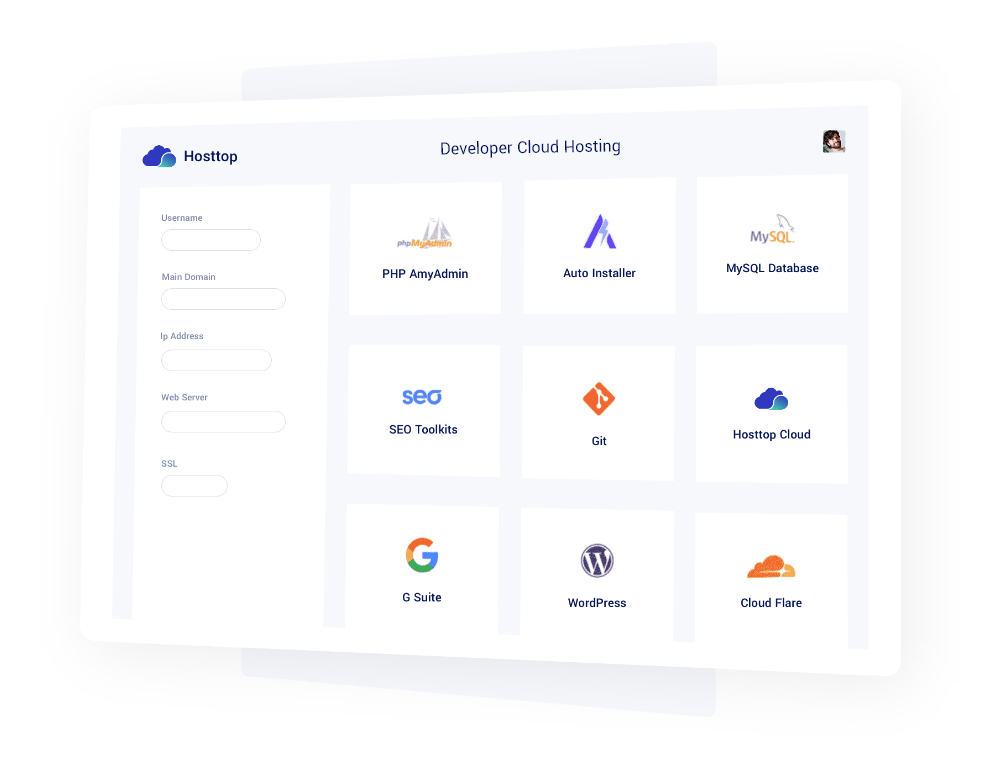 Hosttop
Developer Cloud Hosting
Username
Main Domain
Ip Address
Web Server
SSL
phpMyAdmin
PHP AmyAdmin
Auto Installer
MySQL
MySQL Database
seo
SEO Toolkits
Git
Hosttop Cloud
G
G Suite
W
WordPress
Cloud Flare